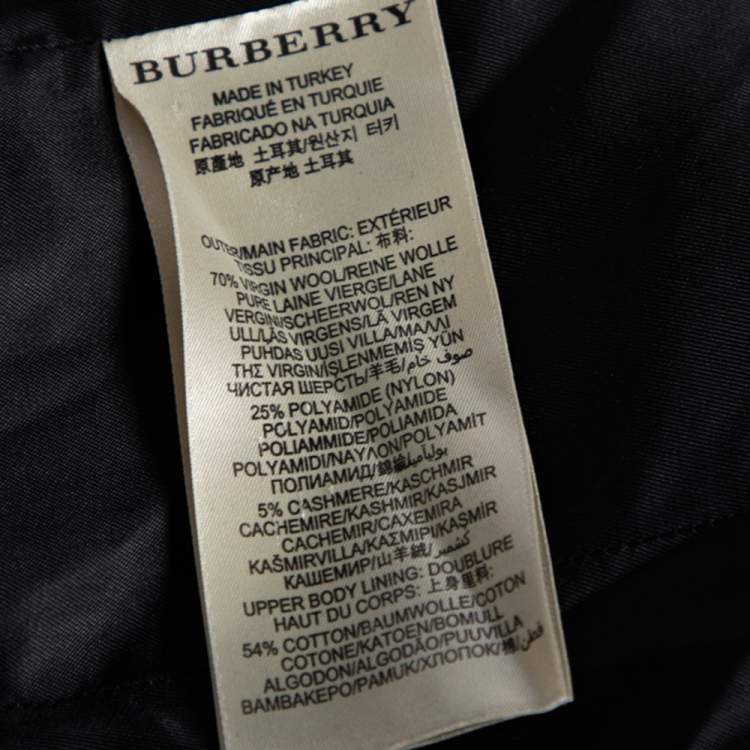 BURBERRY
MADE IN TURKEY
FABRIQUÉ EN TURQUIE
FABRICADO NA TURQUIA
原產地 土耳其/원산지 터키
原产地 土耳其
OUTER/MAIN FABRIC: EXTÉRIEUR
TISSU PRINCIPAL: 布料:
70% VIRGIN WOOL/REINE WOLLE
PURE LAINE VIERGE/LANE
VERGINI/SCHEERWOL/REN NY
ULL/LÃS VIRGENS/LÃ VIRGEM
PUHDAS UUSI VILLA/ΜΑΛΛΙ
ΤΗΣ VIRGIN/İŞLENMEMİŞ YÜN
ЧИСТАЯ ШЕРСТЬ/羊毛/صوف خام
25% POLYAMIDE (NYLON)
POLYAMID/POLYAMIDE
POLIAMMIDE/POLIAMIDA
POLYAMIDI/ΝΑΥΛΟΝ/POLYAMİT
ПОЛИАМИД/錦綸/بوليأميد
5% CASHMERE/KASCHMIR
CACHEMIRE/KASHMIR/KASJMIR
CACHEMIR/CAXEMIRA
KAŠMIRVILLA/ΚΑΣΜΙΡΙ/KAŞMİR
КАШЕМИР/山羊絨/كشمير
UPPER BODY LINING: DOUBLURE
HAUT DU CORPS: 上身里料:
54% COTTON/BAUMWOLLE/COTON
COTONE/KATOEN/BOMULL
ALGODON/ALGODÃO/PUUVILLA
ΒΑΜΒΑΚΕΡΟ/PAMUK/ХЛОПОК/棉/قطن